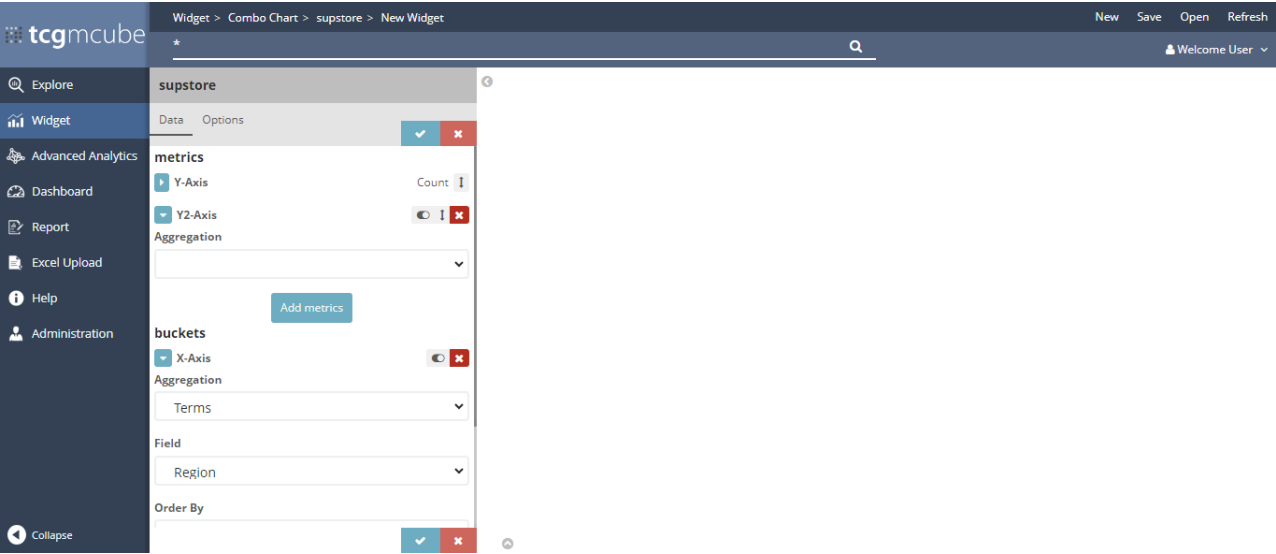 Widget > Combo Chart > supstore > New Widget
New Save Open Refresh
tcgmcube
*
Welcome User
Explore
Widget
Advanced Analytics
Dashboard
Report
Excel Upload
Help
Administration
Collapse
supstore
Data Options
metrics
Y-Axis Count
Y2-Axis
Aggregation
Add metrics
buckets
X-Axis
Aggregation
Terms
Field
Region
Order By